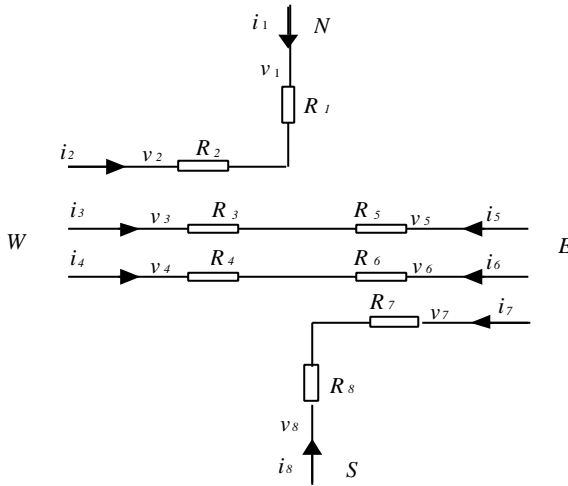 i1 N
v1
R1
i2 v2 R2
i3 v3 R3 R5 v5 i5
W E
i4 v4 R4 R6 v6 i6
R7 v7 i7
R8
v8
i8 S